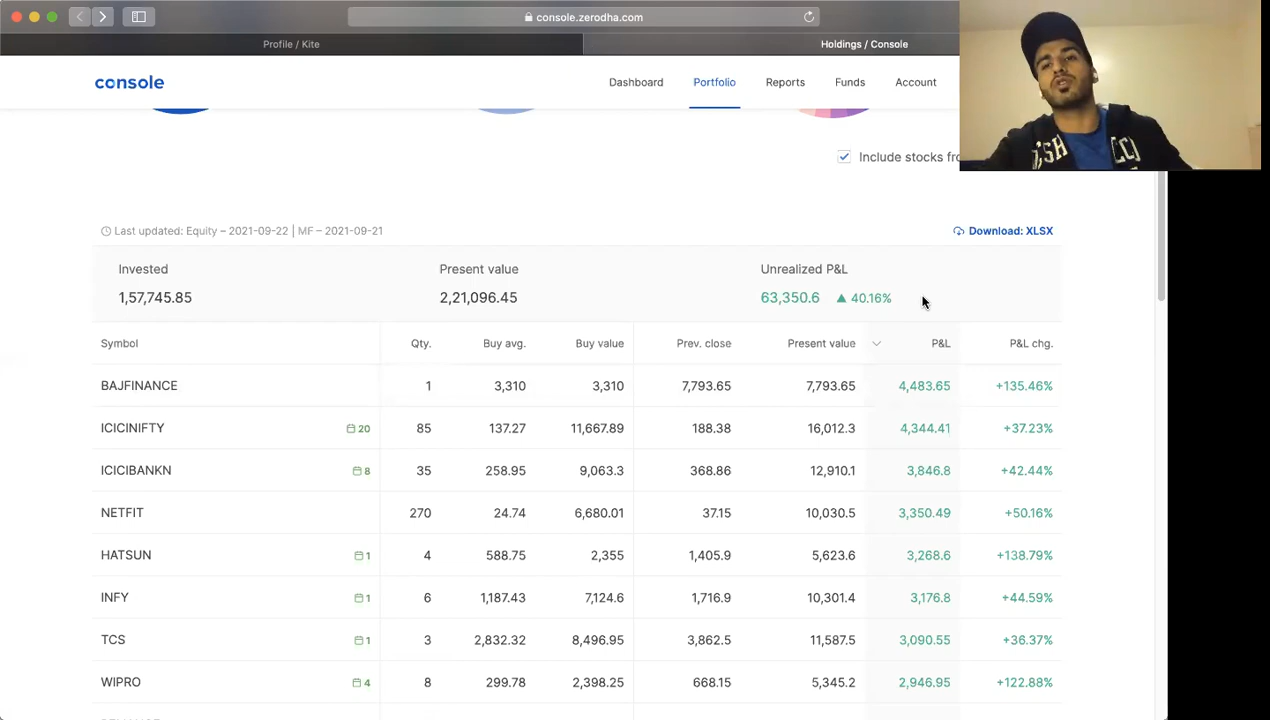 console.zerodha.com
Profile / Kite
Holdings / Console
console
Dashboard
Portfolio
Reports
Funds
Account
Include stocks
Last updated: Equity – 2021-09-22 | MF – 2021-09-21
Download: XLSX
Invested
Present value
Unrealized P&L
1,57,745.85
2,21,096.45
63,350.6 ▲ 40.16%
Symbol Qty. Buy avg. Buy value Prev. close Present value P&L P&L chg.
BAJFINANCE 1 3,310 3,310 7,793.65 7,793.65 4,483.65 +135.46%
ICICINIFTY 20 85 137.27 11,667.89 188.38 16,012.3 4,344.41 +37.23%
ICICIBANKN 8 35 258.95 9,063.3 368.86 12,910.1 3,846.8 +42.44%
NETFIT 270 24.74 6,680.01 37.15 10,030.5 3,350.49 +50.16%
HATSUN 1 4 588.75 2,355 1,405.9 5,623.6 3,268.6 +138.79%
INFY 1 6 1,187.43 7,124.6 1,716.9 10,301.4 3,176.8 +44.59%
TCS 1 3 2,832.32 8,496.95 3,862.5 11,587.5 3,090.55 +36.37%
WIPRO 4 8 299.78 2,398.25 668.15 5,345.2 2,946.95 +122.88%